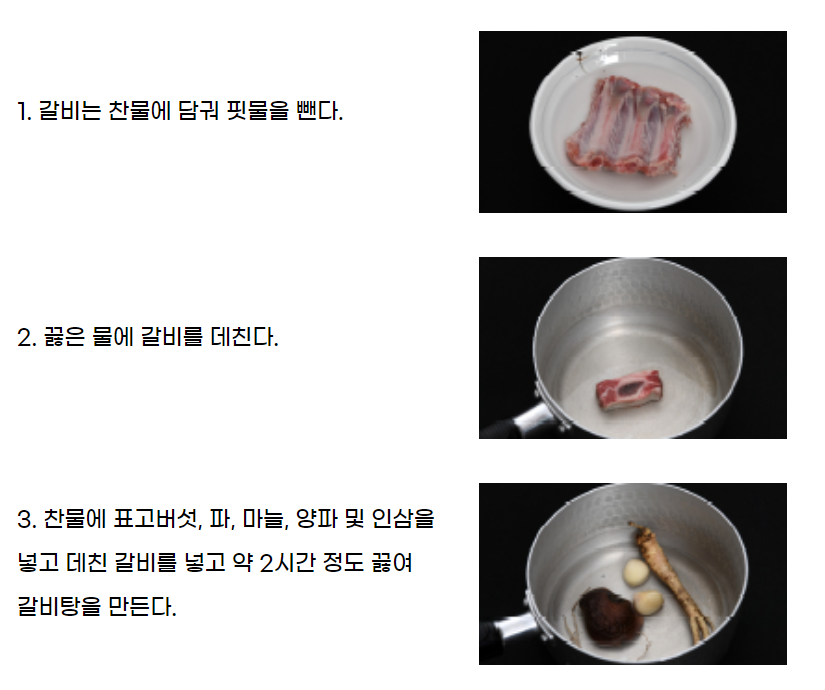 1. 갈비는 찬물에 담궈 핏물을 뺀다.
2. 끓은 물에 갈비를 데친다.
3. 찬물에 표고버섯, 파, 마늘, 양파 및 인삼을
넣고 데친 갈비를 넣고 약 2시간 정도 끓여
갈비탕을 만든다.